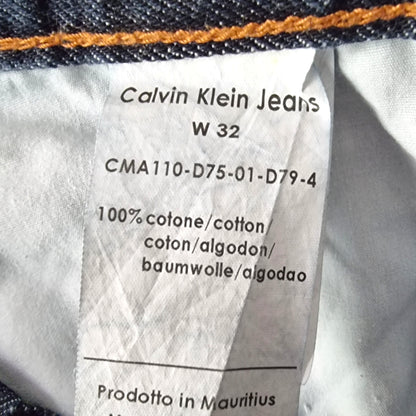 Calvin Klein Jeans
W 32
CMA110-D75-01-D79-4
100% cotone/cotton/
coton/algodon/
baumwolle/algodao
Prodotto in Mauritius